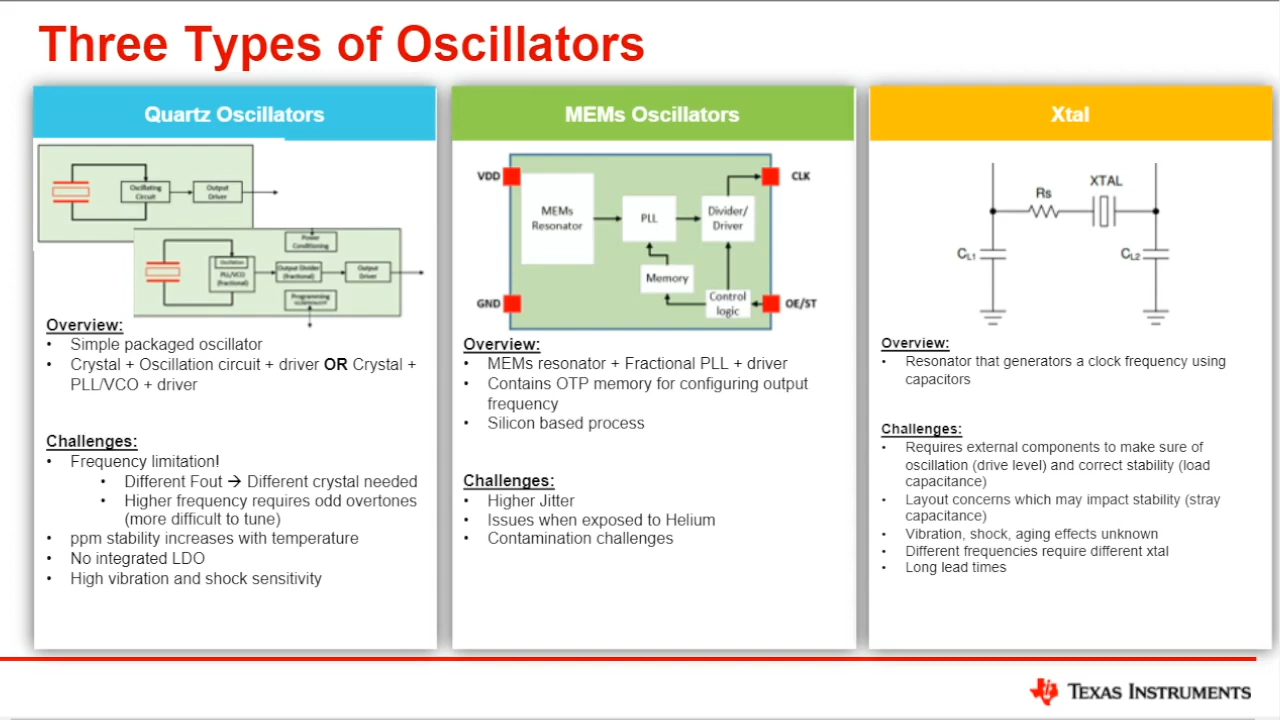 Three Types of Oscillators
Quartz Oscillators
Oscillating
Circuit
Output
Driver
Power
Conditioning
Oscillation
PLL/VCO
(fractional)
Output Divider
(fractional)
Output
Driver
Programming
Overview:
• Simple packaged oscillator
• Crystal + Oscillation circuit + driver OR Crystal +
PLL/VCO + driver
Challenges:
• Frequency limitation!
• Different Fout → Different crystal needed
• Higher frequency requires odd overtones
(more difficult to tune)
• ppm stability increases with temperature
• No integrated LDO
• High vibration and shock sensitivity
MEMs Oscillators
VDD
CLK
MEMs
Resonator
PLL
Divider/
Driver
Memory
Control
logic
GND
OE/ST
Overview:
• MEMs resonator + Fractional PLL + driver
• Contains OTP memory for configuring output
frequency
• Silicon based process
Challenges:
• Higher Jitter
• Issues when exposed to Helium
• Contamination challenges
Xtal
XTAL
Rs
CL1
CL2
Overview:
• Resonator that generators a clock frequency using
capacitors
Challenges:
• Requires external components to make sure of
oscillation (drive level) and correct stability (load
capacitance)
• Layout concerns which may impact stability (stray
capacitance)
• Vibration, shock, aging effects unknown
• Different frequencies require different xtal
• Long lead times
TEXAS INSTRUMENTS